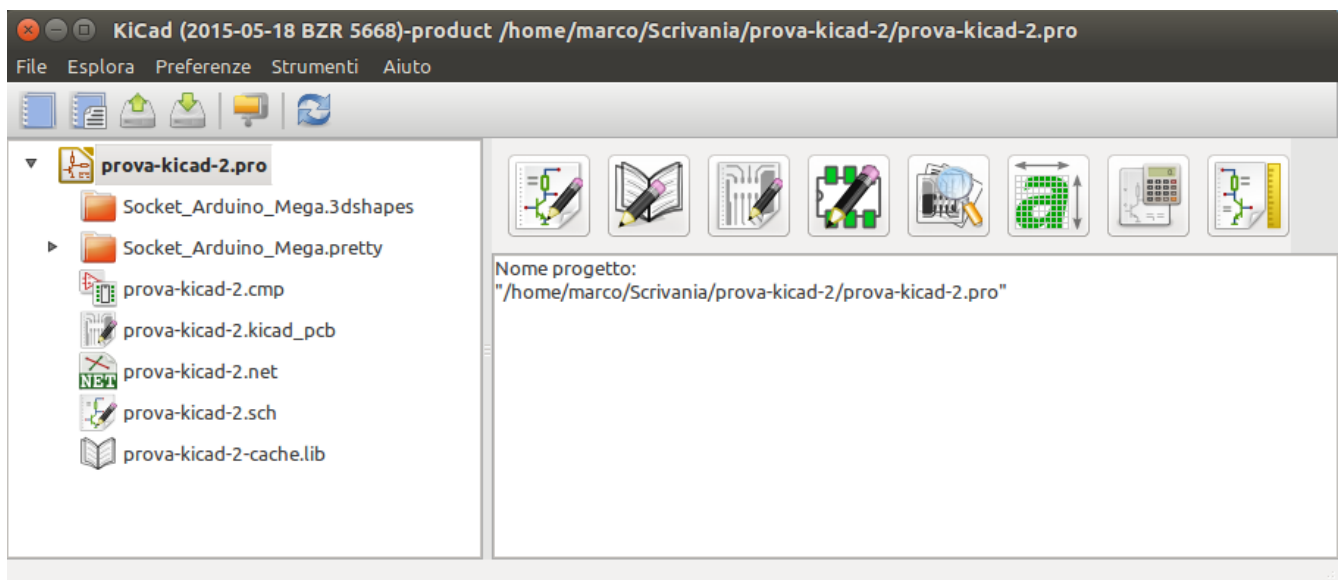 KiCad (2015-05-18 BZR 5668)-product /home/marco/Scrivania/prova-kicad-2/prova-kicad-2.pro
File Esplora Preferenze Strumenti Aiuto
prova-kicad-2.pro
Socket_Arduino_Mega.3dshapes
Socket_Arduino_Mega.pretty
prova-kicad-2.cmp
prova-kicad-2.kicad_pcb
NET prova-kicad-2.net
prova-kicad-2.sch
prova-kicad-2-cache.lib
a
Nome progetto:
"/home/marco/Scrivania/prova-kicad-2/prova-kicad-2.pro"